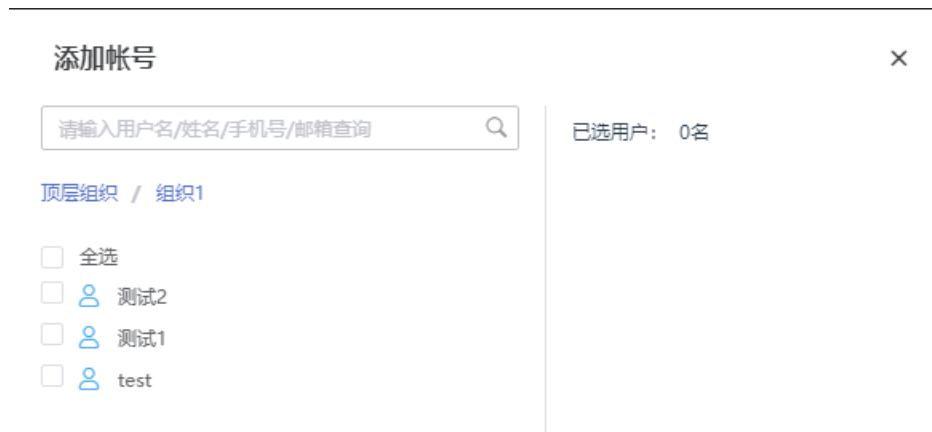 添加帐号
请输入用户名/姓名/手机号/邮箱查询
已选用户： 0名
顶层组织 / 组织1
全选
测试2
测试1
test